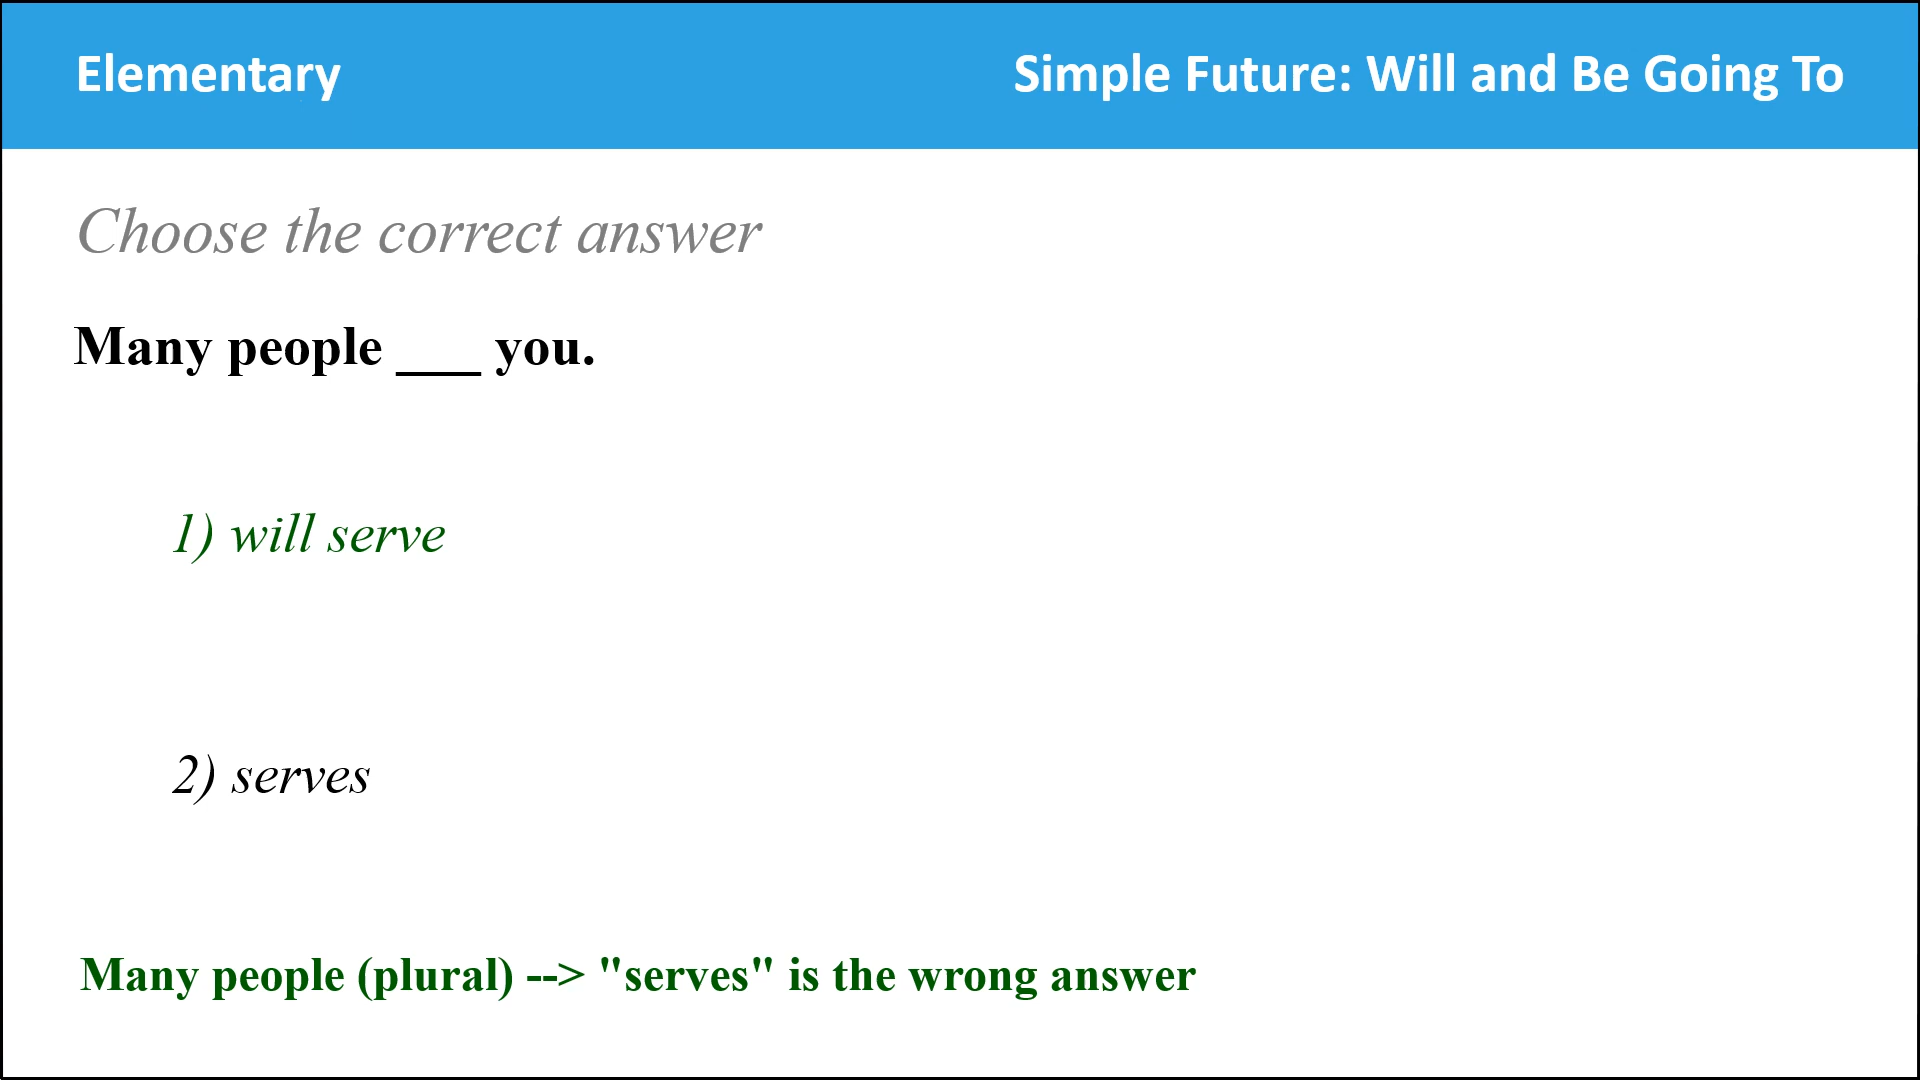 Elementary
Simple Future: Will and Be Going To
Choose the correct answer
Many people ___ you.
1) will serve
2) serves
Many people (plural) --> "serves" is the wrong answer